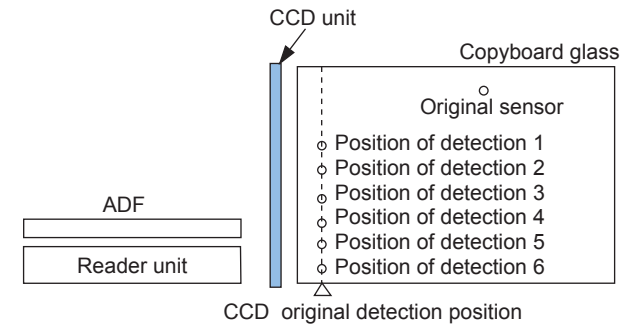 CCD unit
Copyboard glass
Original sensor
Position of detection 1
Position of detection 2
Position of detection 3
Position of detection 4
Position of detection 5
Position of detection 6
ADF
Reader unit
CCD original detection position